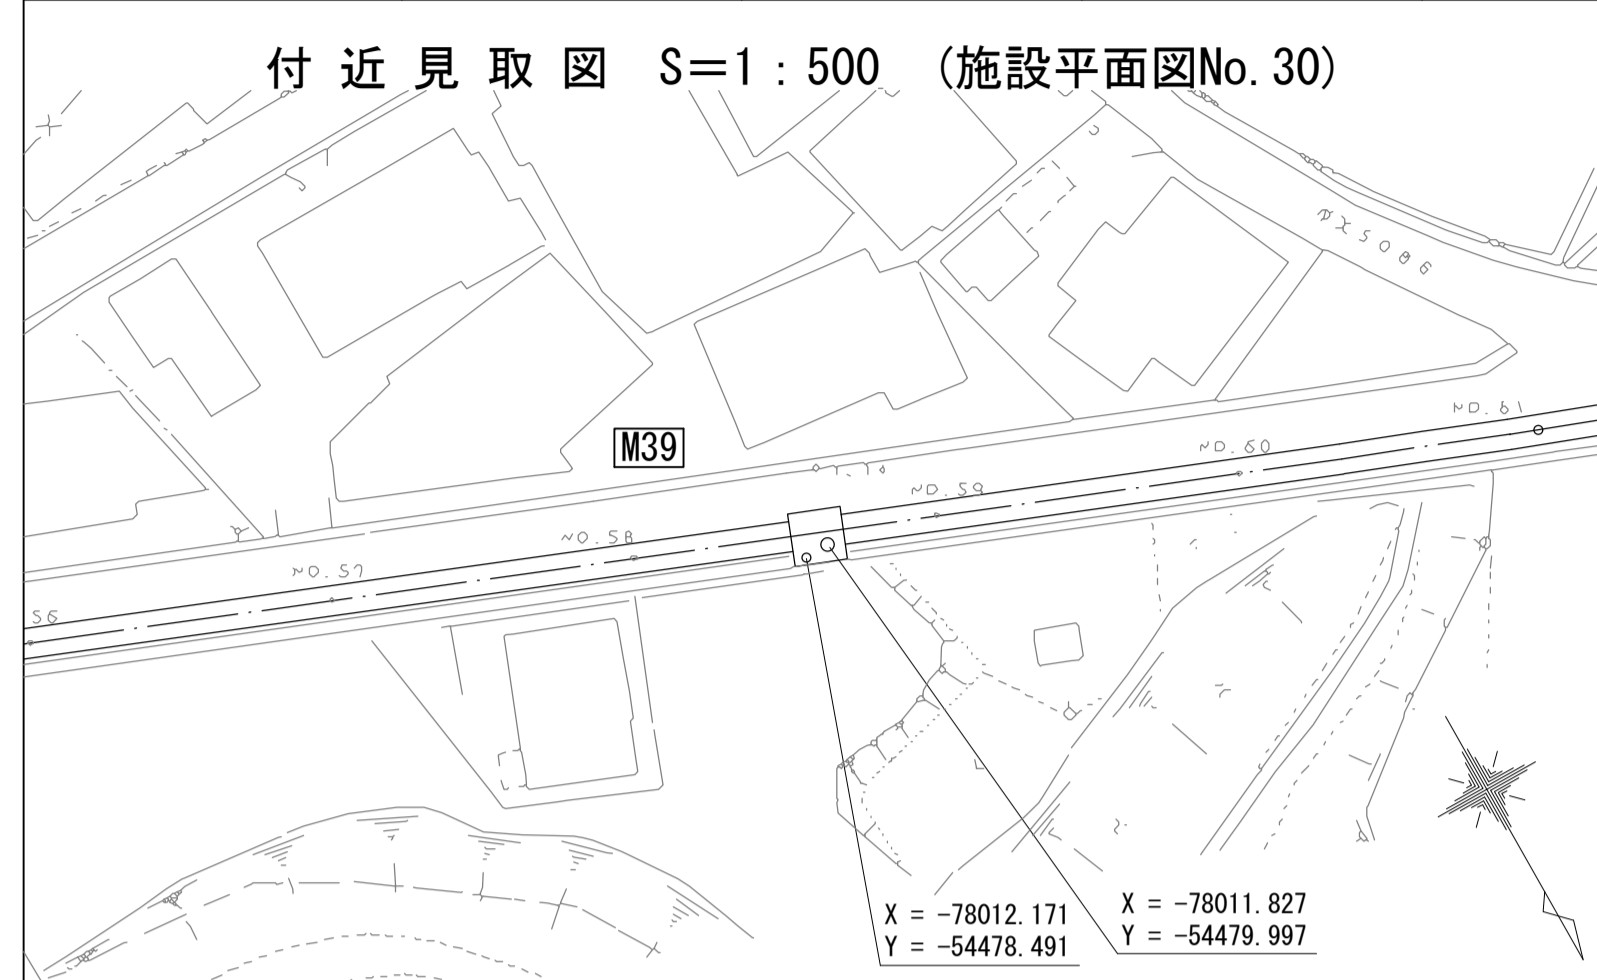 付近見取図 S=1:500 (施設平面図No.30)
M39
NO.61
NO.60
NO.59
NO.58
NO.57
56
X = -78012.171
Y = -54478.491
X = -78011.827
Y = -54479.997